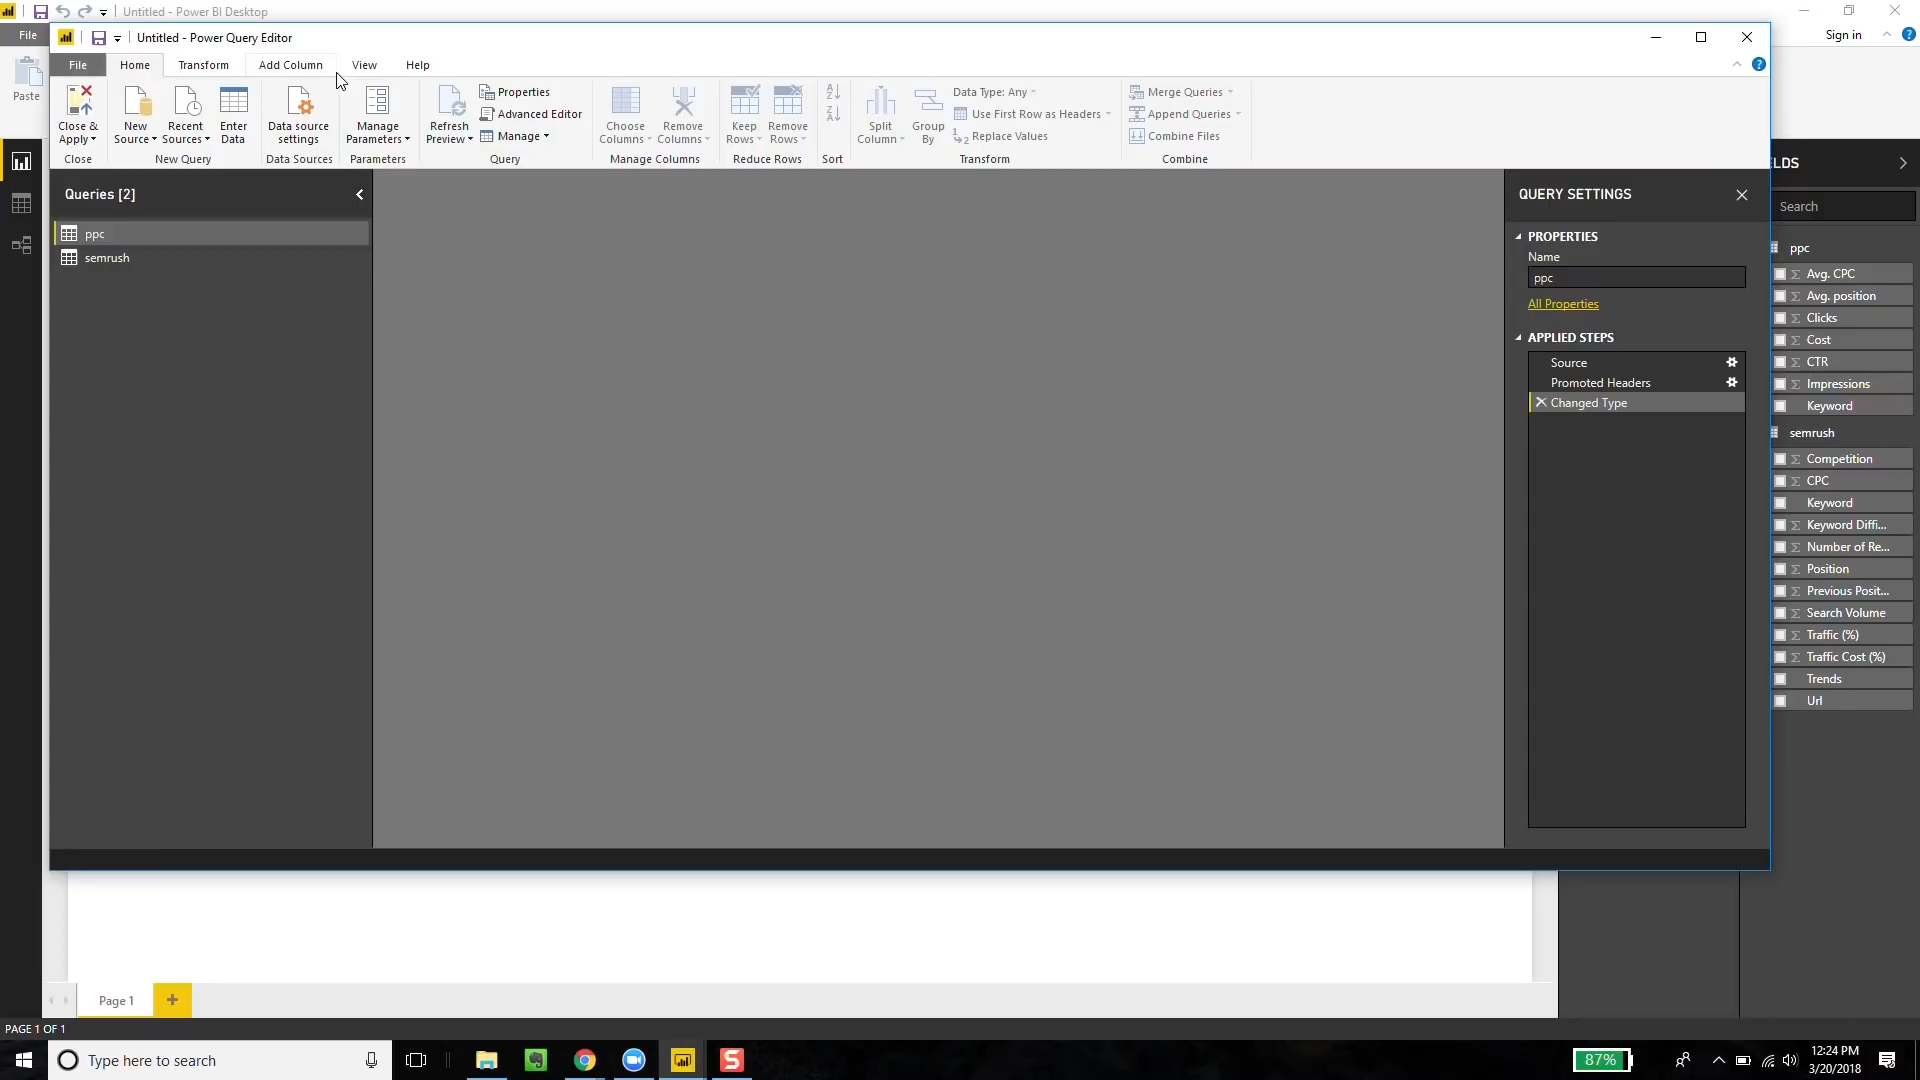 Untitled - Power BI Desktop
File
Sign in
Paste
Untitled - Power Query Editor
File Home Transform Add Column View Help
Close &
Apply
New
Source
Recent
Sources
Enter
Data
Data source
settings
Manage
Parameters
Refresh
Preview
Properties
Advanced Editor
Manage
Choose
Columns
Remove
Columns
Keep
Rows
Remove
Rows
Split
Column
Group
By
Data Type: Any
Use First Row as Headers
Replace Values
Merge Queries
Append Queries
Combine Files
Close New Query Data Sources Parameters Query Manage Columns Reduce Rows Sort Transform Combine
Queries [2]
ppc
semrush
QUERY SETTINGS
PROPERTIES
Name
ppc
All Properties
APPLIED STEPS
Source
Promoted Headers
Changed Type
LDS
Search
ppc
Avg. CPC
Avg. position
Clicks
Cost
CTR
Impressions
Keyword
semrush
Competition
CPC
Keyword
Keyword Diffi...
Number of Re...
Position
Previous Posit...
Search Volume
Traffic (%)
Traffic Cost (%)
Trends
Url
Page 1
PAGE 1 OF 1
Type here to search
87%
12:24 PM
3/20/2018